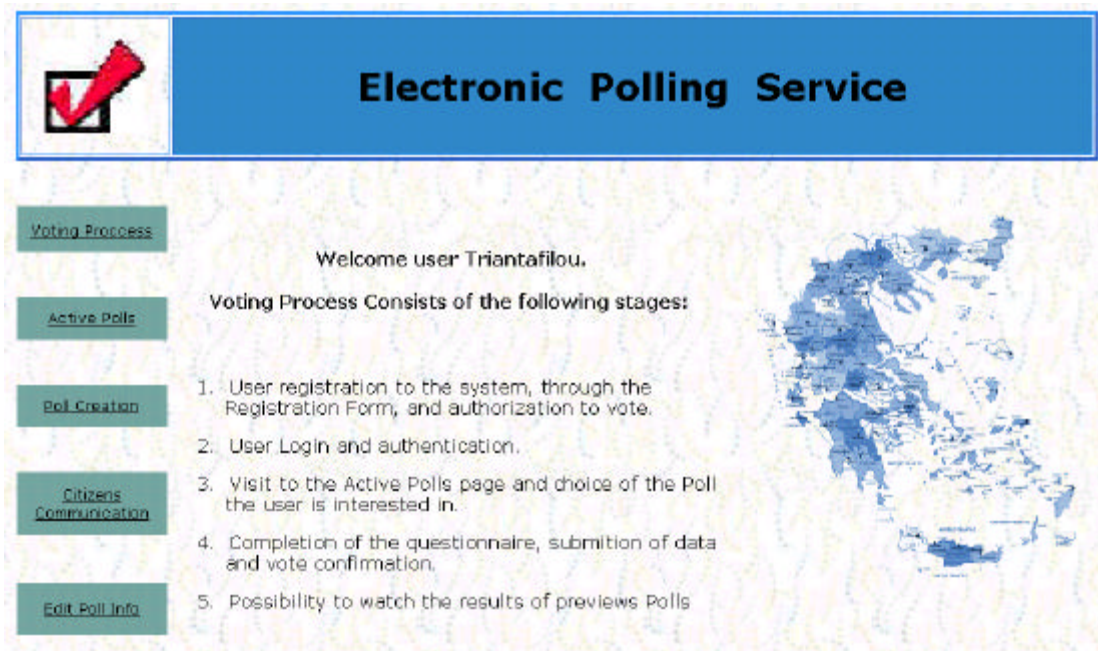 Electronic Polling Service
Voting Proccess
Active Polls
Poll Creation
Citizens
Communication
Edit Poll Info
Welcome user Triantafilou.
Voting Process Consists of the following stages:
1. User registration to the system, through the
Registration Form, and authorization to vote.
2. User Login and authentication.
3. Visit to the Active Polls page and choice of the Poll
the user is interested in.
4. Completion of the questionnaire, submition of data
and vote confirmation.
5. Possibility to watch the results of previews Polls